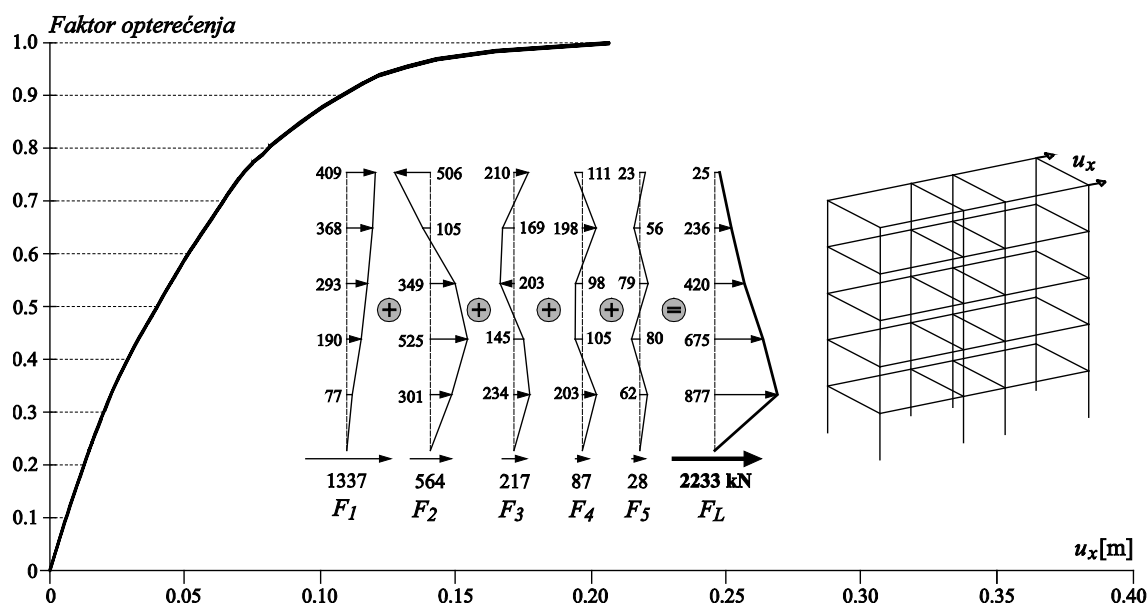 Faktor opterećenja
1.0
0.9
0.8
0.7
0.6
0.5
0.4
0.3
0.2
0.1
0
0 0.05 0.10 0.15 0.20 0.25 0.30 0.35 0.40
u_x[m]
409 506 210 111 23 25
368 105 169 198 56 236
293 349 203 98 79 420
+ + + + =
190 525 145 105 80 675
77 301 234 203 62 877
1337 564 217 87 28 2233 kN
F1 F2 F3 F4 F5 FL
u_x